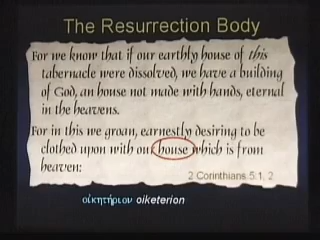 The Resurrection Body
For we know that if our earthly house of this
tabernacle were dissolved, we have a building
of God, an house not made with hands, eternal
in the heavens.
For in this we groan, earnestly desiring to be
clothed upon with our house which is from
heaven:
2 Corinthians 5:1, 2
οἰκητήριον oiketerion